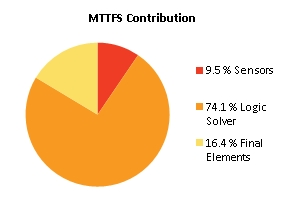 MTTFS Contribution
9.5 % Sensors
74.1 % Logic
Solver
16.4 % Final
Elements